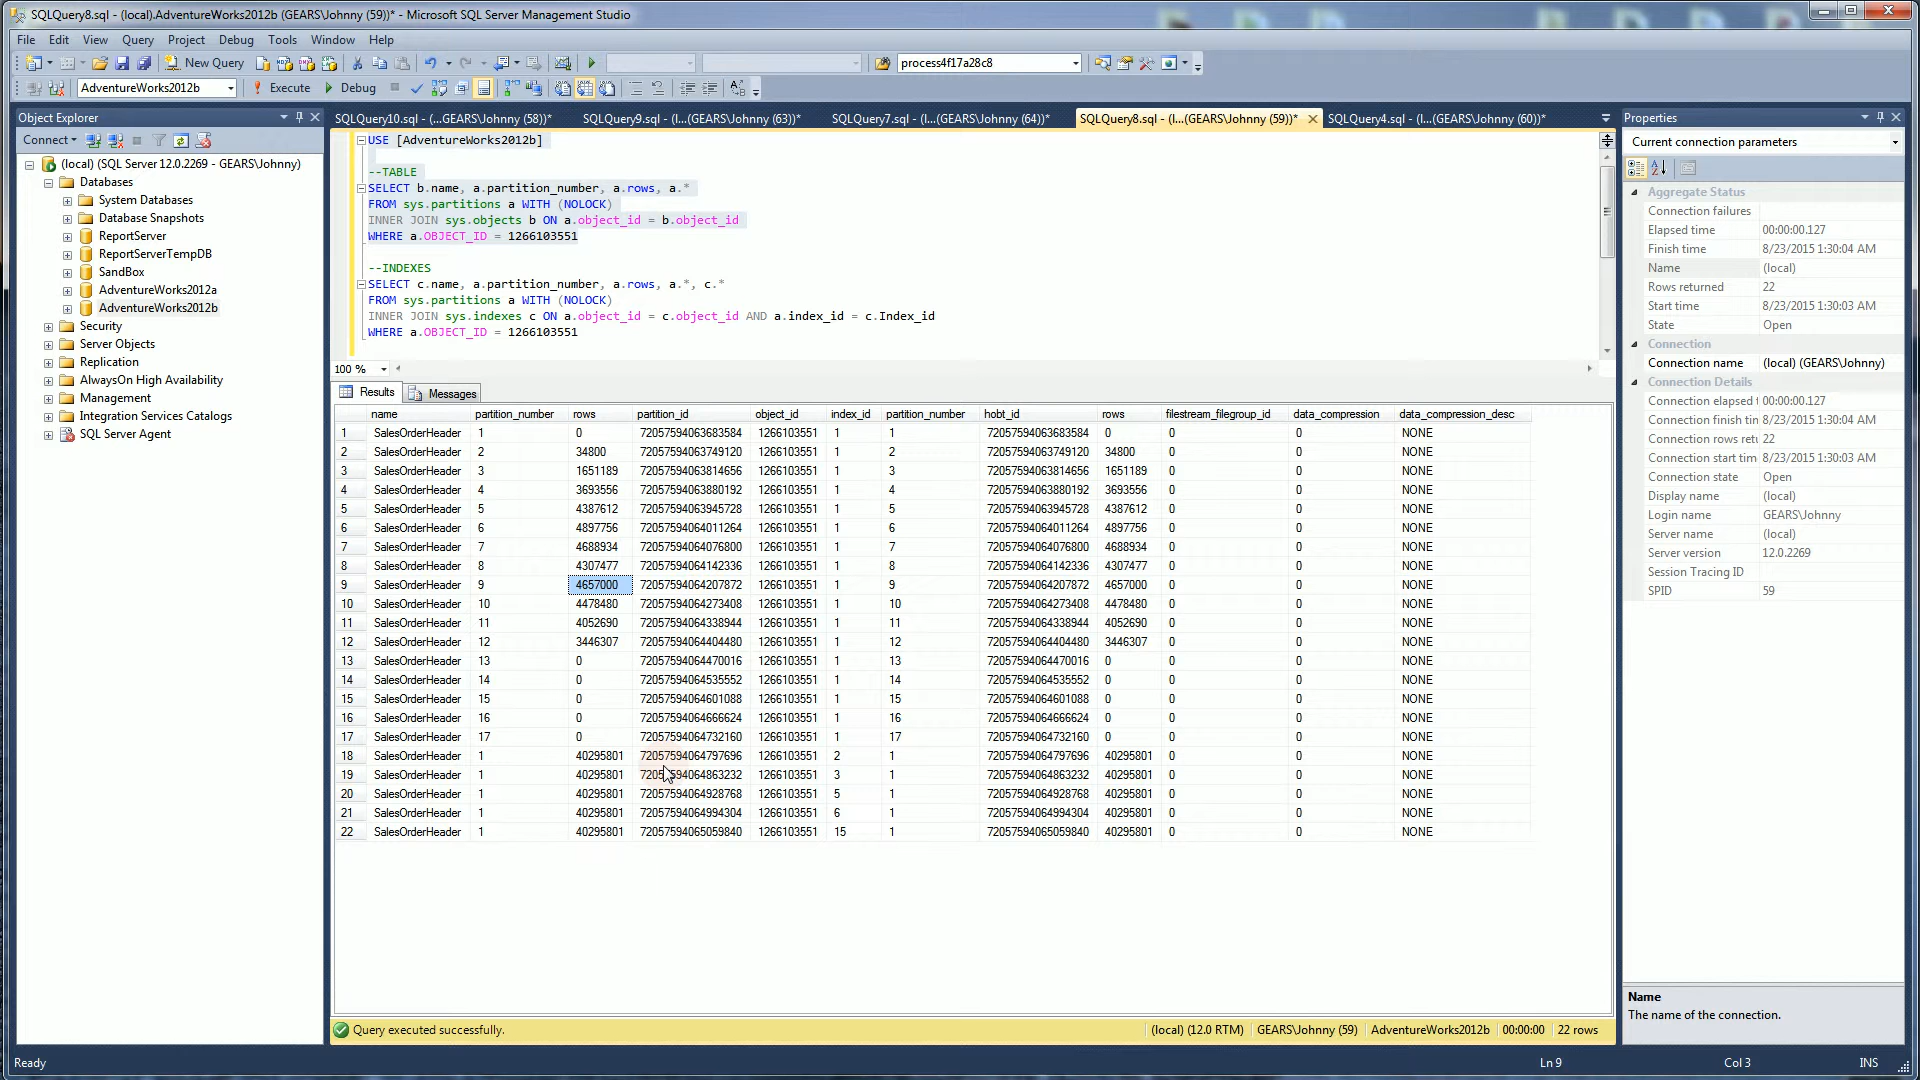 SQLQuery8.sql - (local).AdventureWorks2012b (GEARS\Johnny (59))* - Microsoft SQL Server Management Studio
File Edit View Query Project Debug Tools Window Help
New Query process4f17a28c8
AdventureWorks2012b Execute Debug
Object Explorer
Connect
(local) (SQL Server 12.0.2269 - GEARS\Johnny)
Databases
System Databases
Database Snapshots
ReportServer
ReportServerTempDB
SandBox
AdventureWorks2012a
AdventureWorks2012b
Security
Server Objects
Replication
AlwaysOn High Availability
Management
Integration Services Catalogs
SQL Server Agent
SQLQuery10.sql - (...GEARS\Johnny (58))* SQLQuery9.sql - (l...(GEARS\Johnny (63))* SQLQuery7.sql - (l...(GEARS\Johnny (64))* SQLQuery8.sql - (l...(GEARS\Johnny (59))* SQLQuery4.sql - (l...(GEARS\Johnny (60))*
USE [AdventureWorks2012b]
--TABLE
SELECT b.name, a.partition_number, a.rows, a.*
FROM sys.partitions a WITH (NOLOCK)
INNER JOIN sys.objects b ON a.object_id = b.object_id
WHERE a.OBJECT_ID = 1266103551
--INDEXES
SELECT c.name, a.partition_number, a.rows, a.*, c.*
FROM sys.partitions a WITH (NOLOCK)
INNER JOIN sys.indexes c ON a.object_id = c.object_id AND a.index_id = c.Index_id
WHERE a.OBJECT_ID = 1266103551
100 %
Results Messages
name partition_number rows partition_id object_id index_id partition_number hobt_id rows filestream_filegroup_id data_compression data_compression_desc
1 SalesOrderHeader 1 0 72057594063683584 1266103551 1 1 72057594063683584 0 0 0 NONE
2 SalesOrderHeader 2 34800 72057594063749120 1266103551 1 2 72057594063749120 34800 0 0 NONE
3 SalesOrderHeader 3 1651189 72057594063814656 1266103551 1 3 72057594063814656 1651189 0 0 NONE
4 SalesOrderHeader 4 3693556 72057594063880192 1266103551 1 4 72057594063880192 3693556 0 0 NONE
5 SalesOrderHeader 5 4387612 72057594063945728 1266103551 1 5 72057594063945728 4387612 0 0 NONE
6 SalesOrderHeader 6 4897756 72057594064011264 1266103551 1 6 72057594064011264 4897756 0 0 NONE
7 SalesOrderHeader 7 4688934 72057594064076800 1266103551 1 7 72057594064076800 4688934 0 0 NONE
8 SalesOrderHeader 8 4307477 72057594064142336 1266103551 1 8 72057594064142336 4307477 0 0 NONE
9 SalesOrderHeader 9 4657000 72057594064207872 1266103551 1 9 72057594064207872 4657000 0 0 NONE
10 SalesOrderHeader 10 4478480 72057594064273408 1266103551 1 10 72057594064273408 4478480 0 0 NONE
11 SalesOrderHeader 11 4052690 72057594064338944 1266103551 1 11 72057594064338944 4052690 0 0 NONE
12 SalesOrderHeader 12 3446307 72057594064404480 1266103551 1 12 72057594064404480 3446307 0 0 NONE
13 SalesOrderHeader 13 0 72057594064470016 1266103551 1 13 72057594064470016 0 0 0 NONE
14 SalesOrderHeader 14 0 72057594064535552 1266103551 1 14 72057594064535552 0 0 0 NONE
15 SalesOrderHeader 15 0 72057594064601088 1266103551 1 15 72057594064601088 0 0 0 NONE
16 SalesOrderHeader 16 0 72057594064666624 1266103551 1 16 72057594064666624 0 0 0 NONE
17 SalesOrderHeader 17 0 72057594064732160 1266103551 1 17 72057594064732160 0 0 0 NONE
18 SalesOrderHeader 1 40295801 72057594064797696 1266103551 2 1 72057594064797696 40295801 0 0 NONE
19 SalesOrderHeader 1 40295801 72057594064863232 1266103551 3 1 72057594064863232 40295801 0 0 NONE
20 SalesOrderHeader 1 40295801 72057594064928768 1266103551 5 1 72057594064928768 40295801 0 0 NONE
21 SalesOrderHeader 1 40295801 72057594064994304 1266103551 6 1 72057594064994304 40295801 0 0 NONE
22 SalesOrderHeader 1 40295801 72057594065059840 1266103551 15 1 72057594065059840 40295801 0 0 NONE
Query executed successfully. (local) (12.0 RTM) GEARS\Johnny (59) AdventureWorks2012b 00:00:00 22 rows
Properties
Current connection parameters
Aggregate Status
Connection failures
Elapsed time 00:00:00.127
Finish time 8/23/2015 1:30:04 AM
Name (local)
Rows returned 22
Start time 8/23/2015 1:30:03 AM
State Open
Connection
Connection name (local) (GEARS\Johnny)
Connection Details
Connection elapsed t 00:00:00.127
Connection finish tin 8/23/2015 1:30:04 AM
Connection rows retu 22
Connection start tim 8/23/2015 1:30:03 AM
Connection state Open
Display name (local)
Login name GEARS\Johnny
Server name (local)
Server version 12.0.2269
Session Tracing ID
SPID 59
Name
The name of the connection.
Ready Ln 9 Col 3 INS